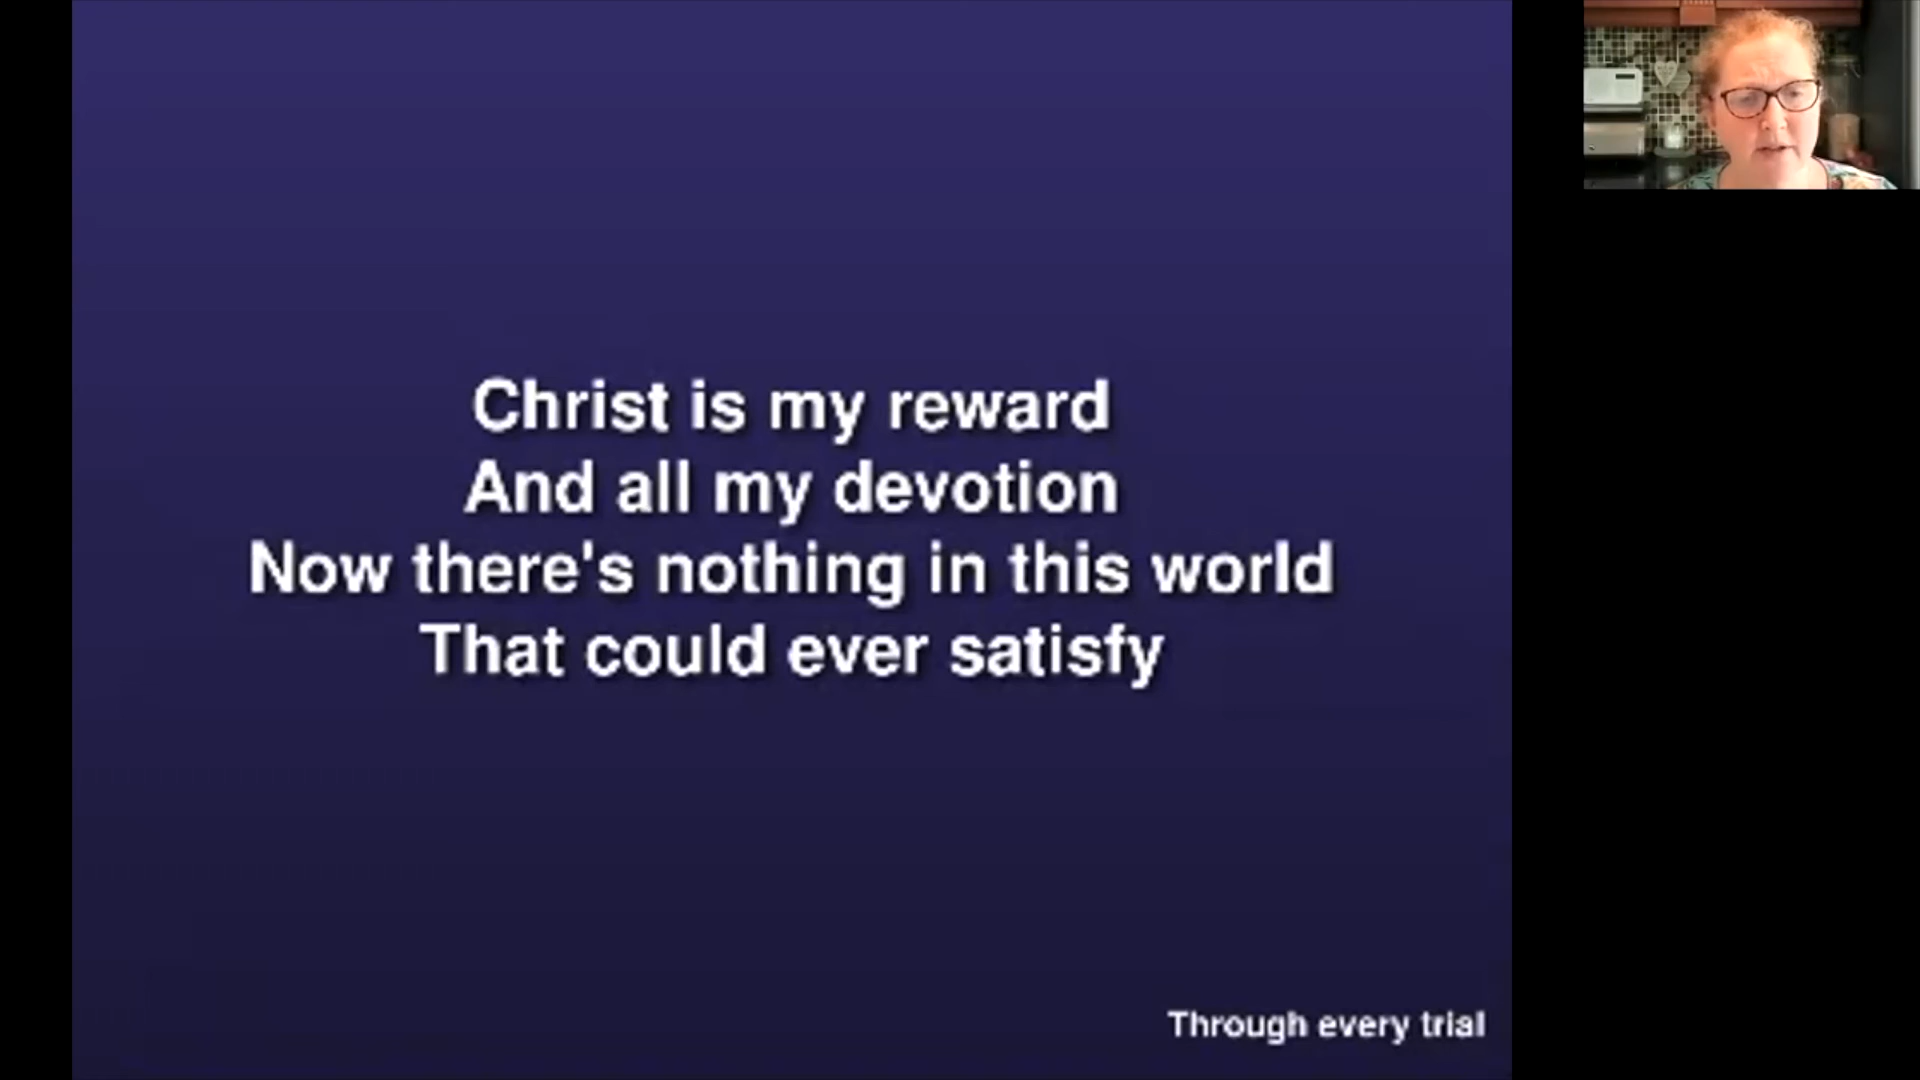 Christ is my reward
And all my devotion
Now there's nothing in this world
That could ever satisfy
Through every trial